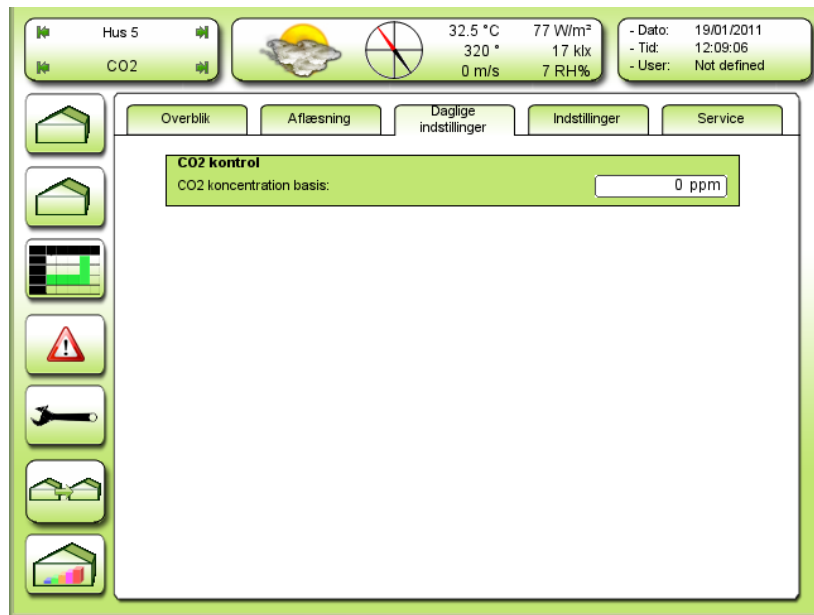 Hus 5
CO2
32.5 °C 77 W/m²
320 ° 17 klx
0 m/s 7 RH%
- Dato: 19/01/2011
- Tid: 12:09:06
- User: Not defined
Overblik
Aflæsning
Daglige
indstillinger
Indstillinger
Service
CO2 kontrol
CO2 koncentration basis: 0 ppm